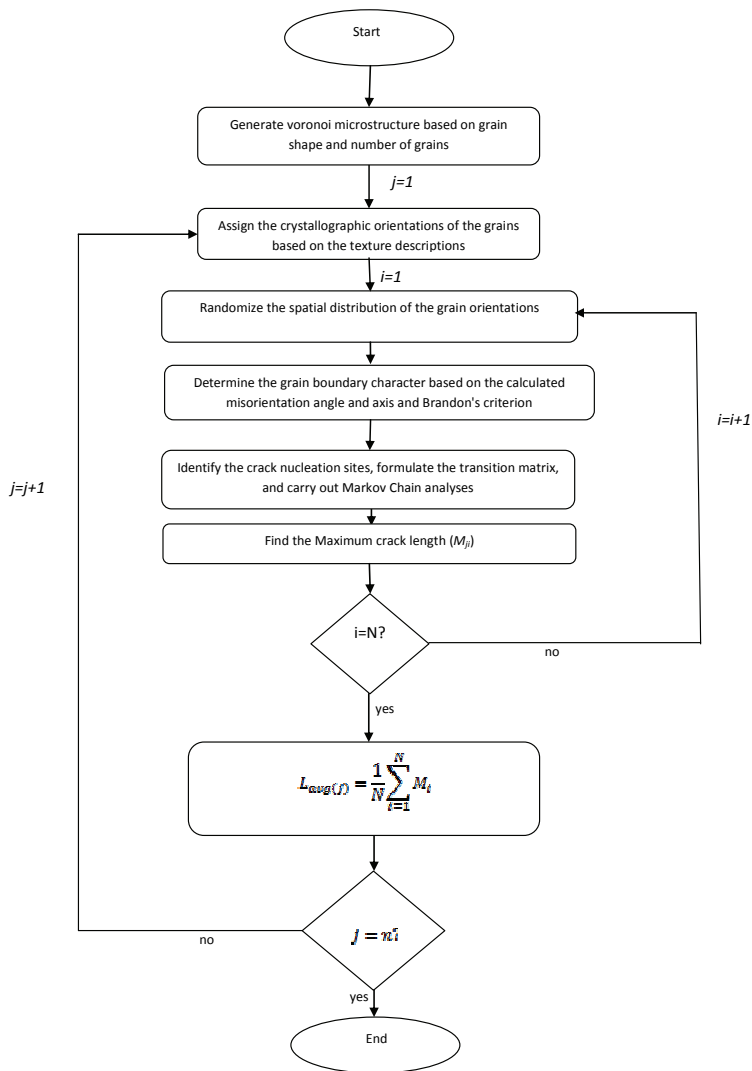 Start
Generate voronoi microstructure based on grain
shape and number of grains
j=1
Assign the crystallographic orientations of the grains
based on the texture descriptions
i=1
Randomize the spatial distribution of the grain orientations
Determine the grain boundary character based on the calculated
misorientation angle and axis and Brandon's criterion
i=i+1
Identify the crack nucleation sites, formulate the transition matrix,
and carry out Markov Chain analyses
j=j+1
Find the Maximum crack length (Mji)
i=N?
no
yes
L_avg(j) = 1/N ∑_{i=1}^{N} M_i
no
j = n
yes
End